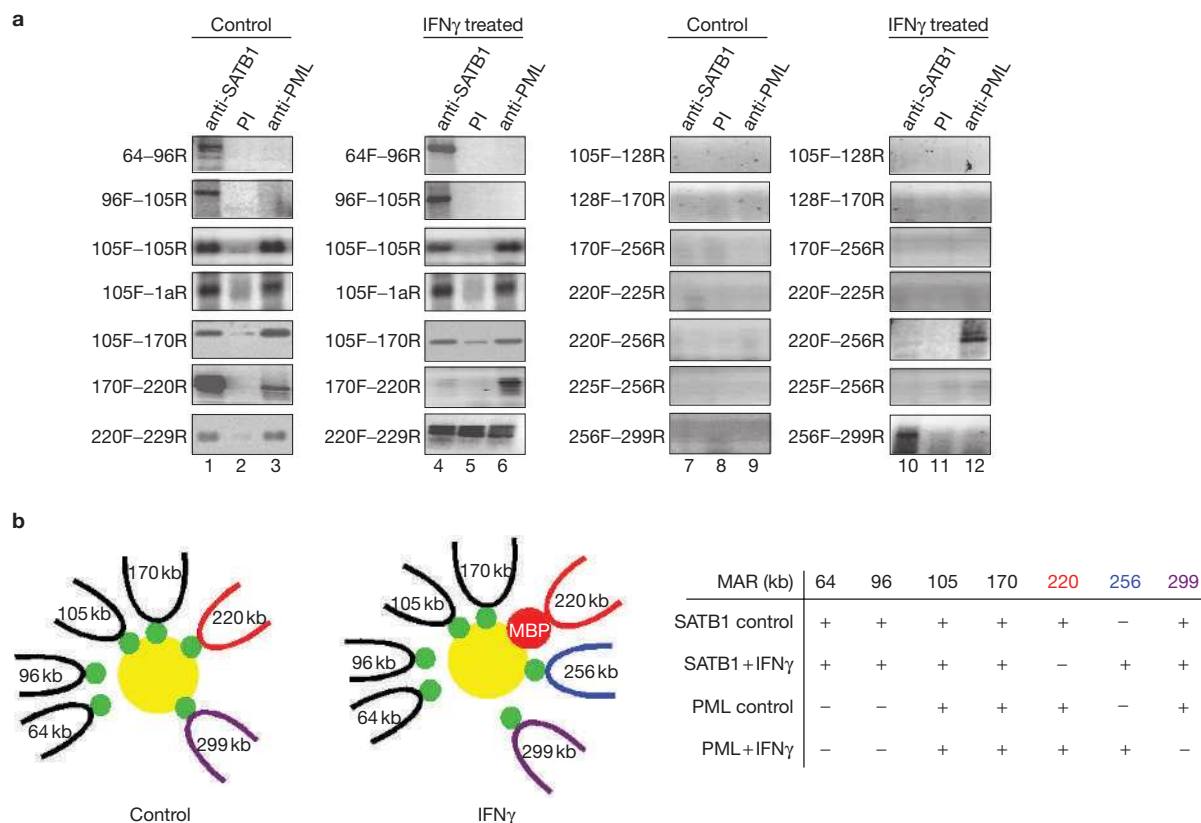 a
Control
IFNγ treated
Control
IFNγ treated
anti-SATB1
PI
anti-PML
anti-SATB1
PI
anti-PML
anti-SATB1
PI
anti-PML
anti-SATB1
PI
anti-PML
64–96R
96F–105R
105F–105R
105F–1aR
105F–170R
170F–220R
220F–229R
1 2 3
64F–96R
96F–105R
105F–105R
105F–1aR
105F–170R
170F–220R
220F–229R
4 5 6
105F–128R
128F–170R
170F–256R
220F–225R
220F–256R
225F–256R
256F–299R
7 8 9
105F–128R
128F–170R
170F–256R
220F–225R
220F–256R
225F–256R
256F–299R
10 11 12
b
170 kb
105 kb
220 kb
96 kb
64 kb
299 kb
Control
170 kb
105 kb
220 kb
MBP
96 kb
256 kb
64 kb
299 kb
IFNγ
MAR (kb) 64 96 105 170 220 256 299
SATB1 control + + + + + – +
SATB1+IFNγ + + + + – + +
PML control – – + + + – +
PML+IFNγ – – + + + + –